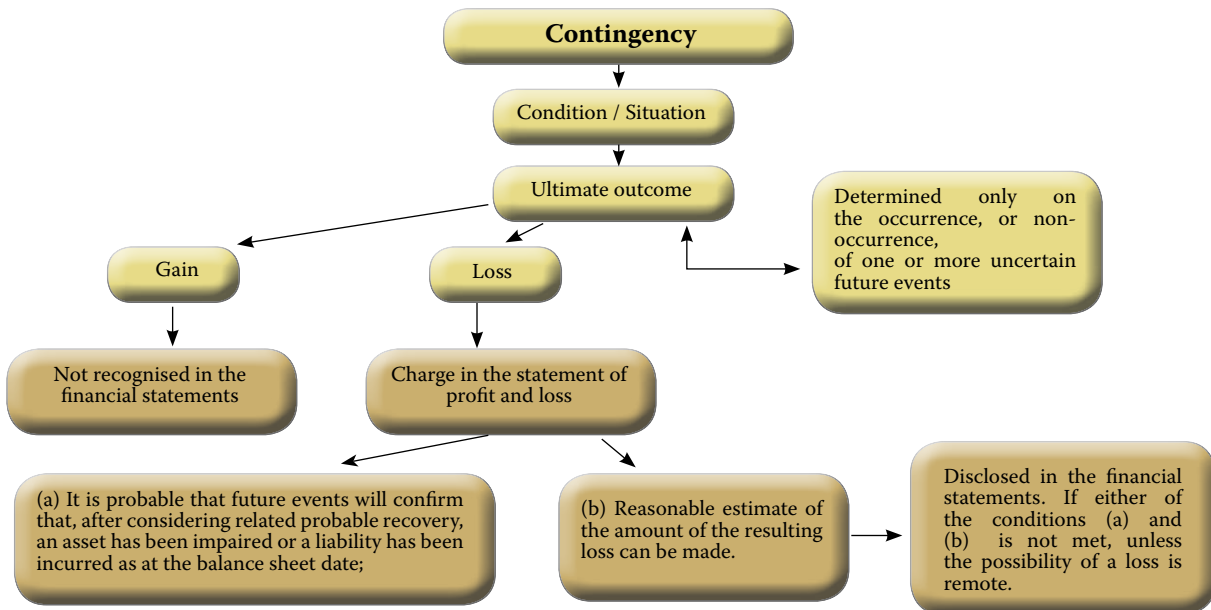 Contingency
Condition / Situation
Ultimate outcome
Determined only on
the occurrence, or non-
occurrence,
of one or more uncertain
future events
Gain
Loss
Not recognised in the
financial statements
Charge in the statement of
profit and loss
(a) It is probable that future events will confirm
that, after considering related probable recovery,
an asset has been impaired or a liability has been
incurred as at the balance sheet date;
(b) Reasonable estimate of
the amount of the resulting
loss can be made.
Disclosed in the financial
statements. If either of
the conditions (a) and
(b) is not met, unless
the possibility of a loss is
remote.